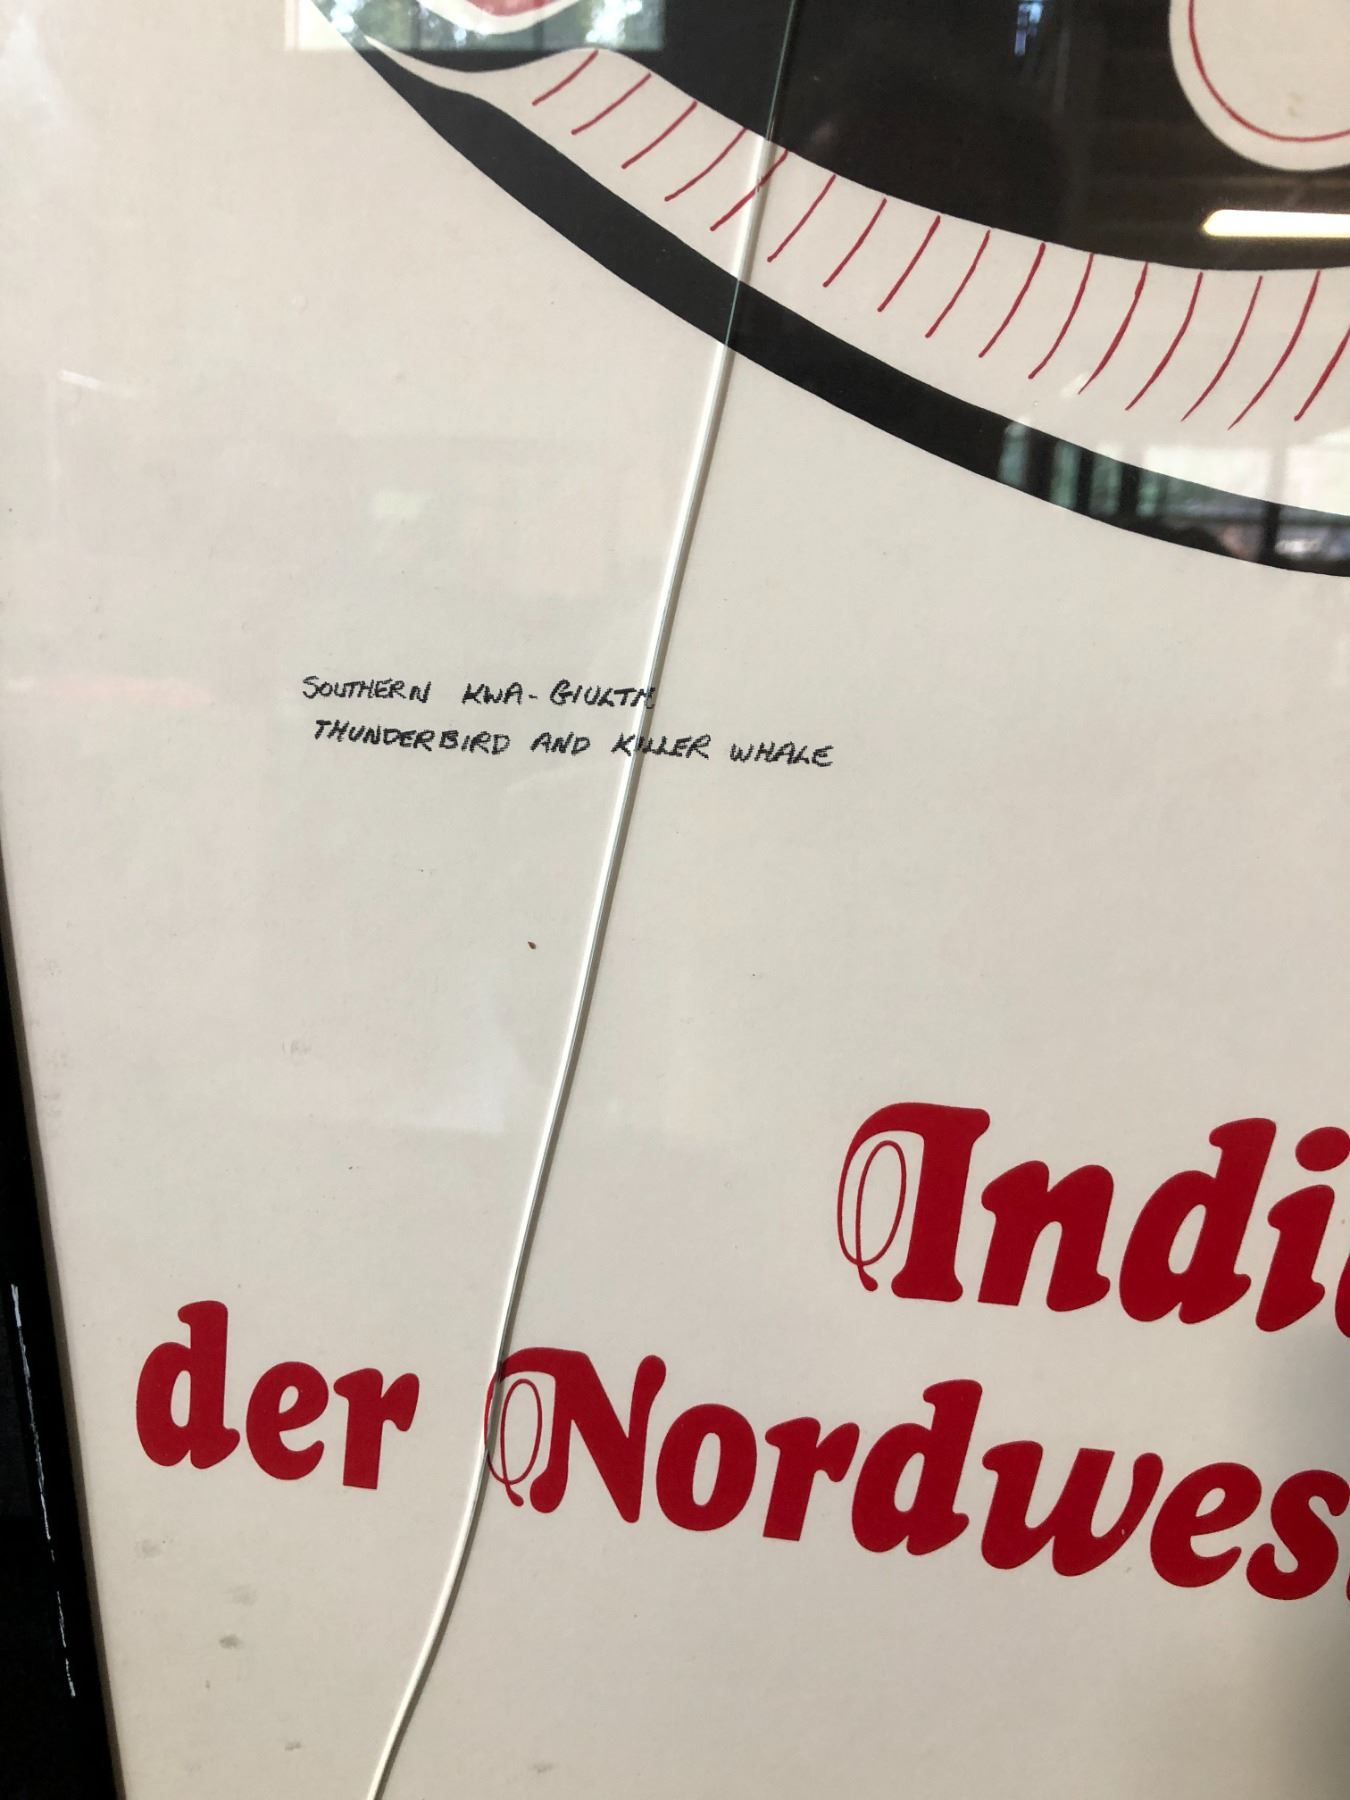 SOUTHERN KWA-GIULTH
THUNDERBIRD AND KILLER WHALE
Indi
der Nordwes